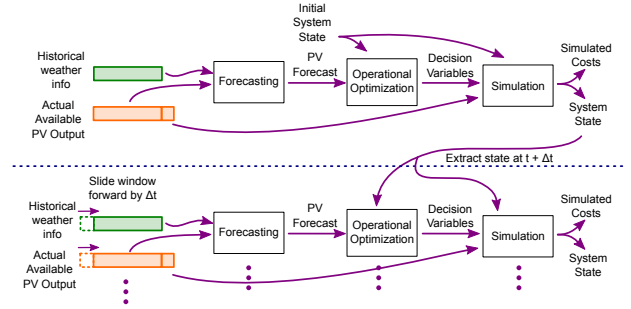 Initial
System
State
Historical
weather
info
Actual
Available
PV Output
Forecasting
PV
Forecast
Operational
Optimization
Decision
Variables
Simulation
Simulated
Costs
System
State
Extract state at t + Δt
Slide window
forward by Δt
Historical
weather
info
Actual
Available
PV Output
Forecasting
PV
Forecast
Operational
Optimization
Decision
Variables
Simulation
Simulated
Costs
System
State